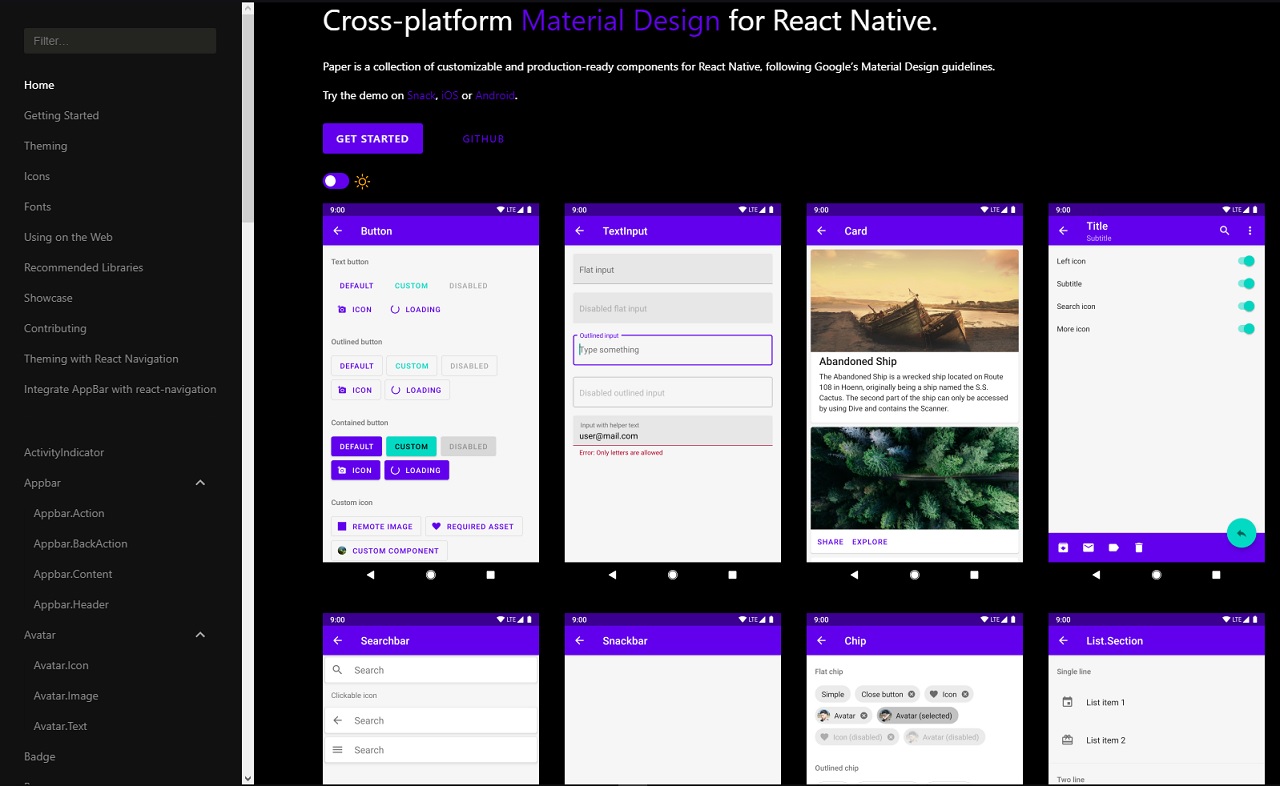 Filter...
Home
Getting Started
Theming
Icons
Fonts
Using on the Web
Recommended Libraries
Showcase
Contributing
Theming with React Navigation
Integrate AppBar with react-navigation
ActivityIndicator
Appbar
Appbar.Action
Appbar.BackAction
Appbar.Content
Appbar.Header
Avatar
Avatar.Icon
Avatar.Image
Avatar.Text
Badge
Cross-platform Material Design for React Native.
Paper is a collection of customizable and production-ready components for React Native, following Google's Material Design guidelines.
Try the demo on Snack, iOS or Android.
GET STARTED
GITHUB
9:00 LTE
Button
Text button
DEFAULT CUSTOM DISABLED
ICON LOADING
Outlined button
DEFAULT CUSTOM DISABLED
ICON LOADING
Contained button
DEFAULT CUSTOM DISABLED
ICON LOADING
Custom icon
REMOTE IMAGE REQUIRED ASSET
CUSTOM COMPONENT
9:00 LTE
TextInput
Flat input
Disabled flat input
Outlined input
Type something
Disabled outlined input
Input with helper text
user@mail.com
Error: Only letters are allowed
9:00 LTE
Card
Abandoned Ship
The Abandoned Ship is a wrecked ship located on Route
108 in Hoenn, originally being a ship named the S.S.
Cactus. The second part of the ship can only be accessed
by using Dive and contains the Scanner.
SHARE EXPLORE
9:00 LTE
Title
Subtitle
Left icon
Subtitle
Search icon
More icon
9:00 LTE
Searchbar
Search
Clickable icon
Search
Search
9:00 LTE
Snackbar
9:00 LTE
Chip
Flat chip
Simple Close button Icon
Avatar Avatar (selected)
Icon (disabled) Avatar (disabled)
Outlined chip
9:00 LTE
List.Section
Single line
List item 1
List item 2
Two line